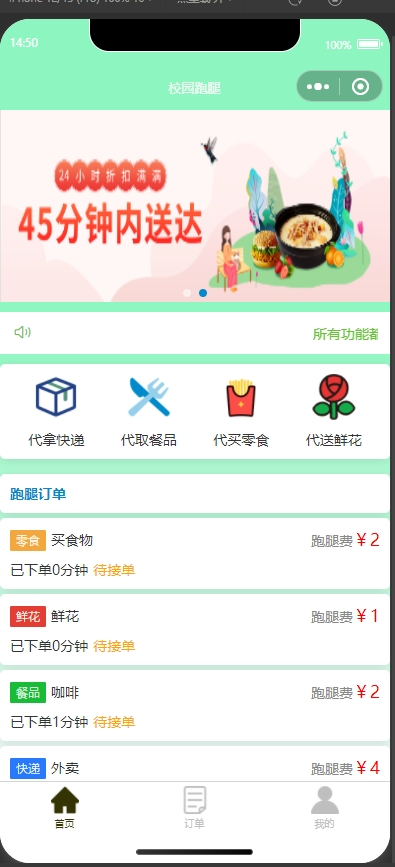 14:50
100%
校园跑腿
24小时折扣满满
45分钟内送达
所有功能都
代拿快递 代取餐品 代买零食 代送鲜花
跑腿订单
零食 买食物 跑腿费 ¥2
已下单0分钟 待接单
鲜花 鲜花 跑腿费 ¥1
已下单0分钟 待接单
餐品 咖啡 跑腿费 ¥2
已下单1分钟 待接单
快递 外卖 跑腿费 ¥4
首页 订单 我的